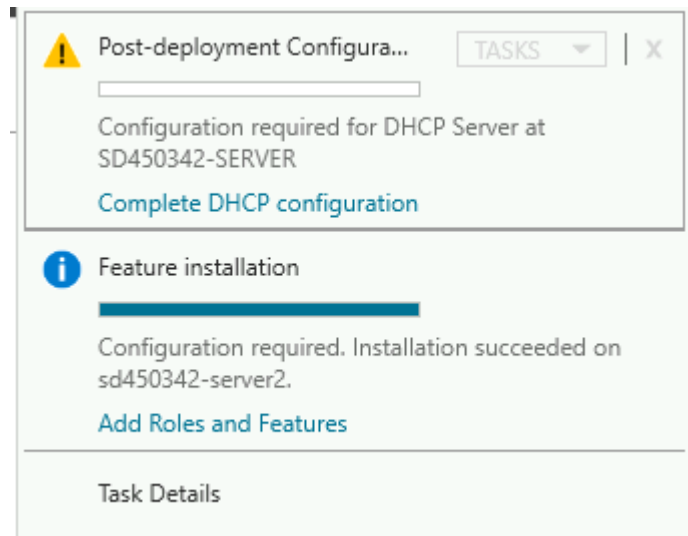 Post-deployment Configura...
TASKS
X
Configuration required for DHCP Server at
SD450342-SERVER
Complete DHCP configuration
Feature installation
Configuration required. Installation succeeded on
sd450342-server2.
Add Roles and Features
Task Details